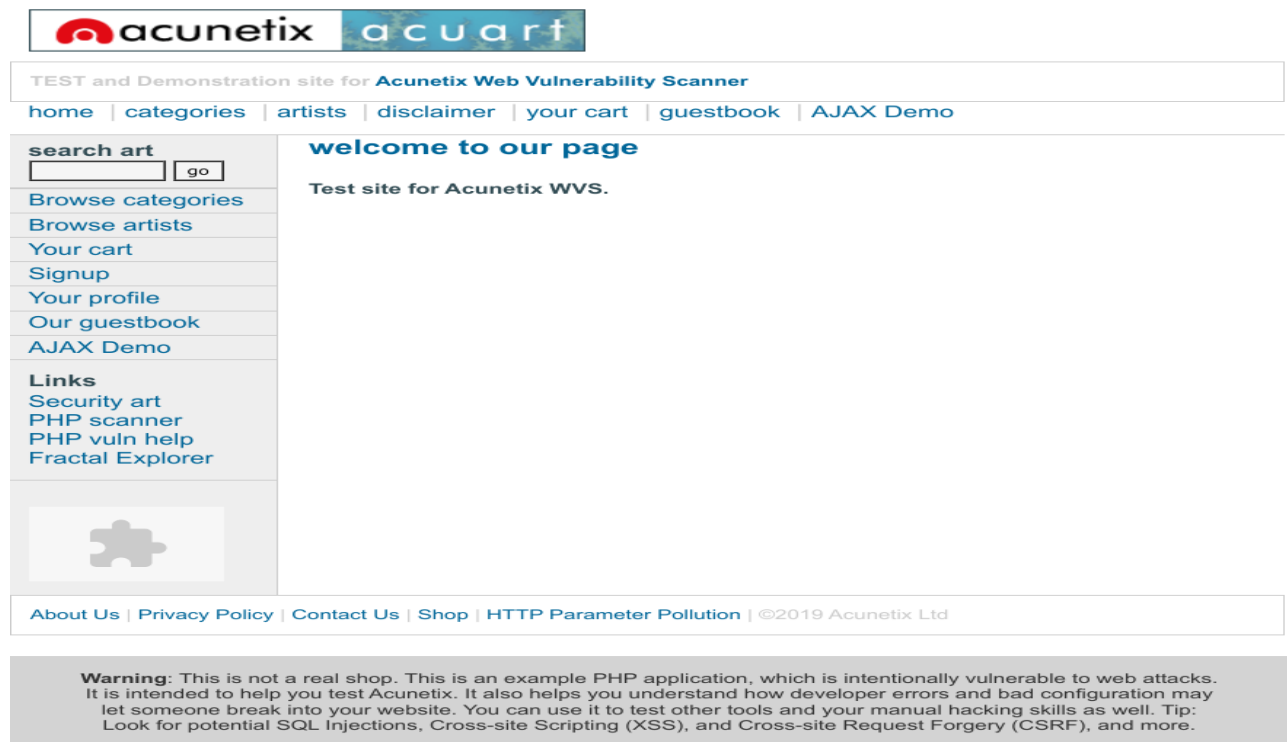 acunetix acuart
TEST and Demonstration site for Acunetix Web Vulnerability Scanner
home | categories | artists | disclaimer | your cart | guestbook | AJAX Demo
search art
go
Browse categories
Browse artists
Your cart
Signup
Your profile
Our guestbook
AJAX Demo
Links
Security art
PHP scanner
PHP vuln help
Fractal Explorer
welcome to our page
Test site for Acunetix WVS.
About Us | Privacy Policy | Contact Us | Shop | HTTP Parameter Pollution | ©2019 Acunetix Ltd
Warning: This is not a real shop. This is an example PHP application, which is intentionally vulnerable to web attacks.
It is intended to help you test Acunetix. It also helps you understand how developer errors and bad configuration may
let someone break into your website. You can use it to test other tools and your manual hacking skills as well. Tip:
Look for potential SQL Injections, Cross-site Scripting (XSS), and Cross-site Request Forgery (CSRF), and more.